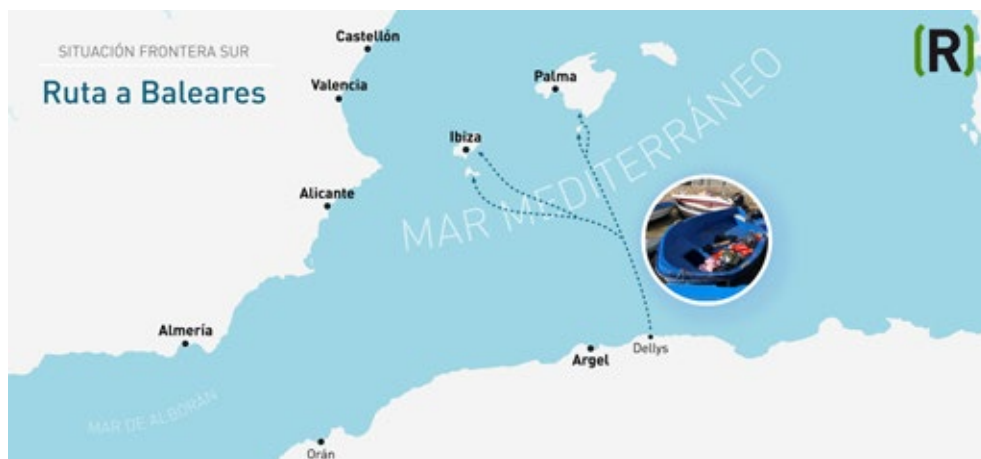 SITUACIÓN FRONTERA SUR
Ruta a Baleares
(R)
Castellón
Valencia
Palma
Ibiza
Alicante
MAR MEDITERRÁNEO
Almería
Argel
Dellys
MAR DE ALBORÁN
Orán